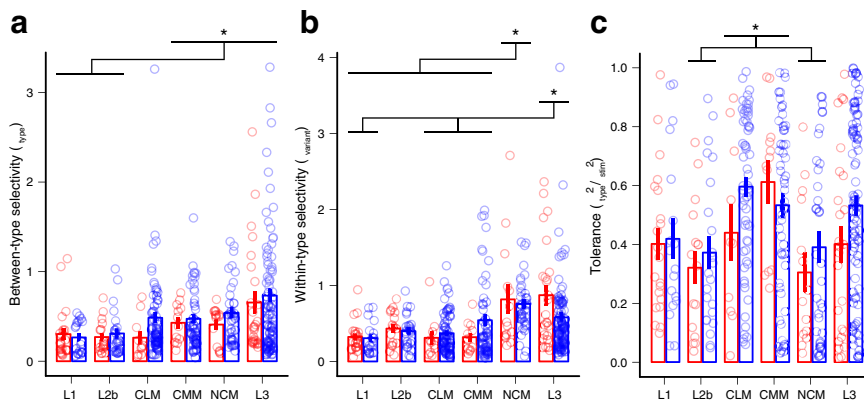 a
*
Between-type selectivity ( type)
3
2
1
0
L1 L2b CLM CMM NCM L3
b
*
*
Within-type selectivity ( variant)
4
3
2
1
0
L1 L2b CLM CMM NCM L3
c
*
Tolerance ( type²/ stim²)
1.0
0.8
0.6
0.4
0.2
0.0
L1 L2b CLM CMM NCM L3